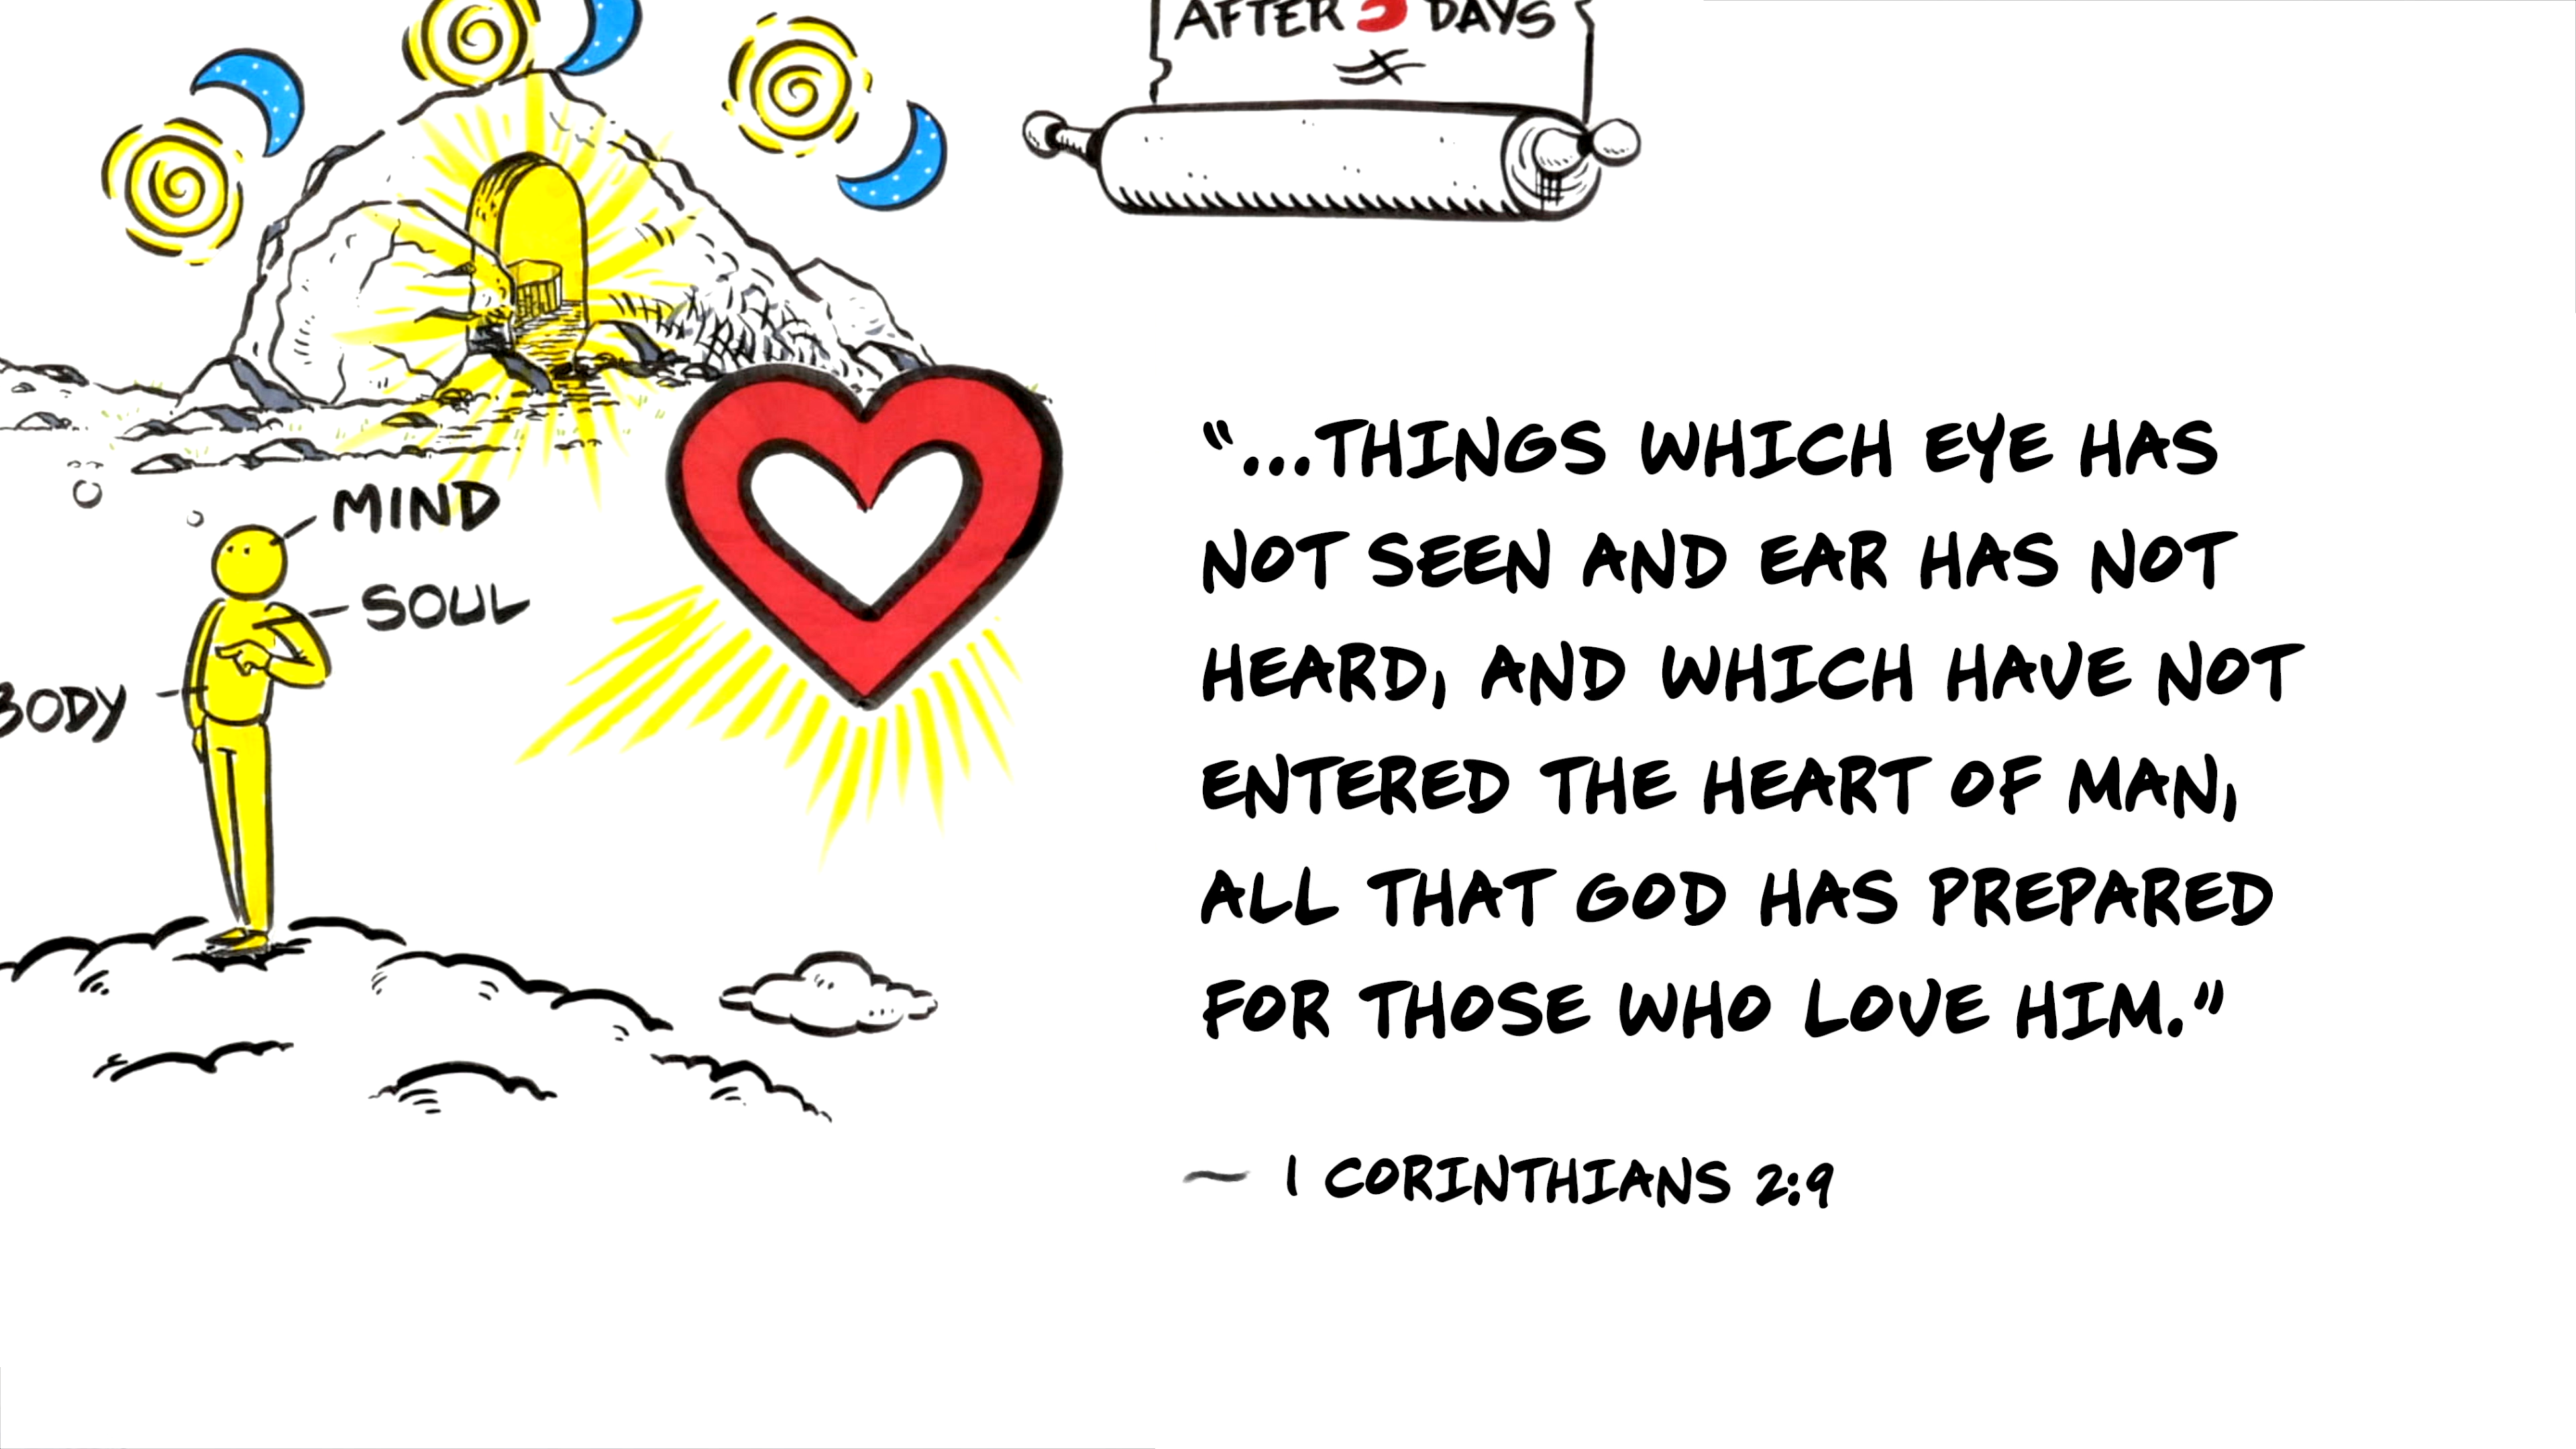 AFTER 3 DAYS
MIND
SOUL
BODY
“...THINGS WHICH EYE HAS
NOT SEEN AND EAR HAS NOT
HEARD, AND WHICH HAVE NOT
ENTERED THE HEART OF MAN,
ALL THAT GOD HAS PREPARED
FOR THOSE WHO LOVE HIM.”
— 1 CORINTHIANS 2:9